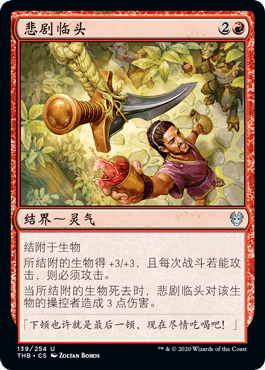 悲剧临头 2
结界～灵气
结附于生物
所结附的生物得+3/+3，且每次战斗若能攻
击，则必须攻击。
当所结附的生物死去时，悲剧临头对该生
物的操控者造成3点伤害。
「下顿也许就是最后一顿，现在尽情吃喝吧！」
139/254 U
THB • CS ZOLTAN BOROS
™ & © 2020 Wizards of the Coast